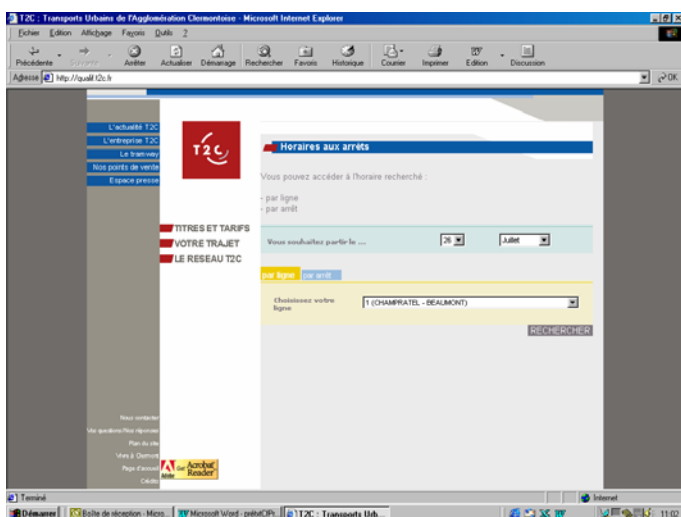 T2C : Transports Urbains de l'Agglomération Clermontoise - Microsoft Internet Explorer
Fichier Edition Affichage Favoris Outils ?
Précédente Suivante Arrêter Actualiser Démarrage Rechercher Favoris Historique Courrier Imprimer Edition Discussion
Adresse http://qualif.t2c.fr OK
L'actualité T2C
L'entreprise T2C
Le tramway
Nos points de vente
Espace presse
T2C
TITRES ET TARIFS
VOTRE TRAJET
LE RESEAU T2C
Horaires aux arrêts
Vous pouvez accéder à l'horaire recherché :
- par ligne
- par arrêt
Vous souhaitez partir le ... 26 Juillet
par ligne par arrêt
Choisissez votre
ligne
1 (CHAMPRATEL - BEAUMONT)
RECHERCHER
Nous contacter
Vos questions/Nos réponses
Plan du site
Page d'accueil
Crédits
Adobe Get Acrobat
Reader
Terminé Internet
Démarrer Boîte de réception - Micro... Microsoft Word - T2C : Transports Urb... 11:02